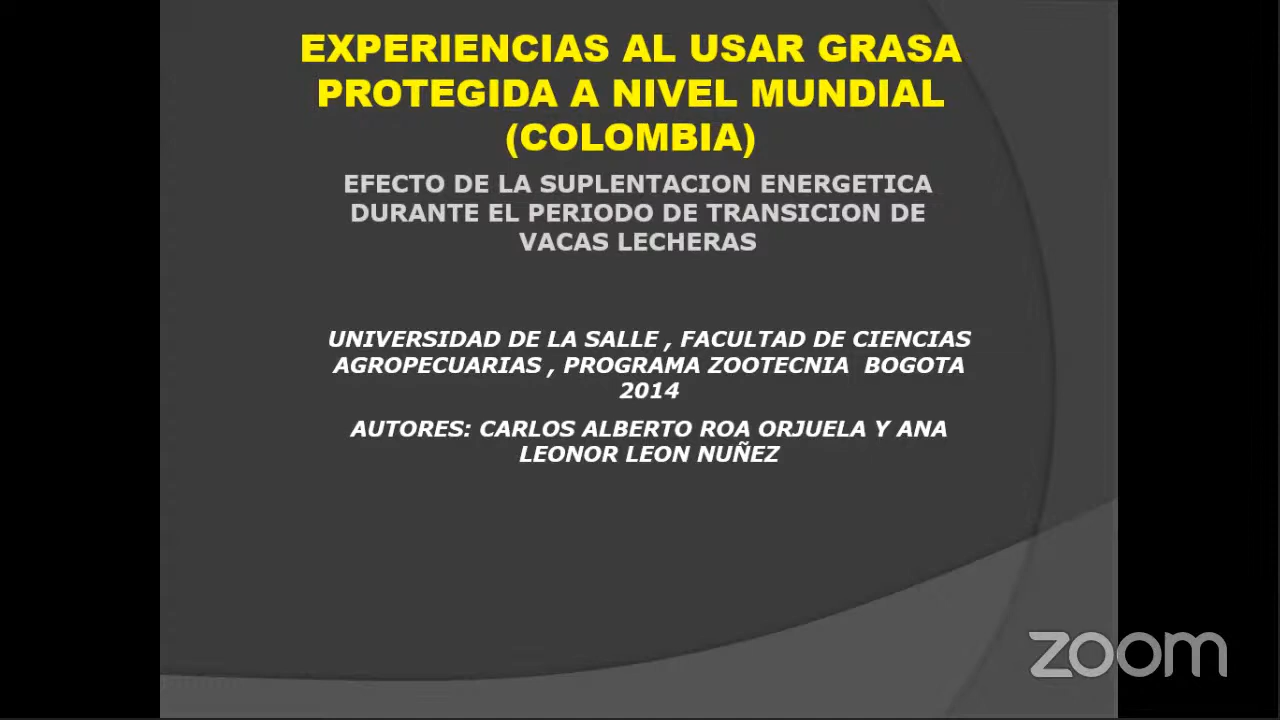 EXPERIENCIAS AL USAR GRASA
PROTEGIDA A NIVEL MUNDIAL
(COLOMBIA)
EFECTO DE LA SUPLENTACION ENERGETICA
DURANTE EL PERIODO DE TRANSICION DE
VACAS LECHERAS
UNIVERSIDAD DE LA SALLE , FACULTAD DE CIENCIAS
AGROPECUARIAS , PROGRAMA ZOOTECNIA BOGOTA
2014
AUTORES: CARLOS ALBERTO ROA ORJUELA Y ANA
LEONOR LEON NUÑEZ
zoom